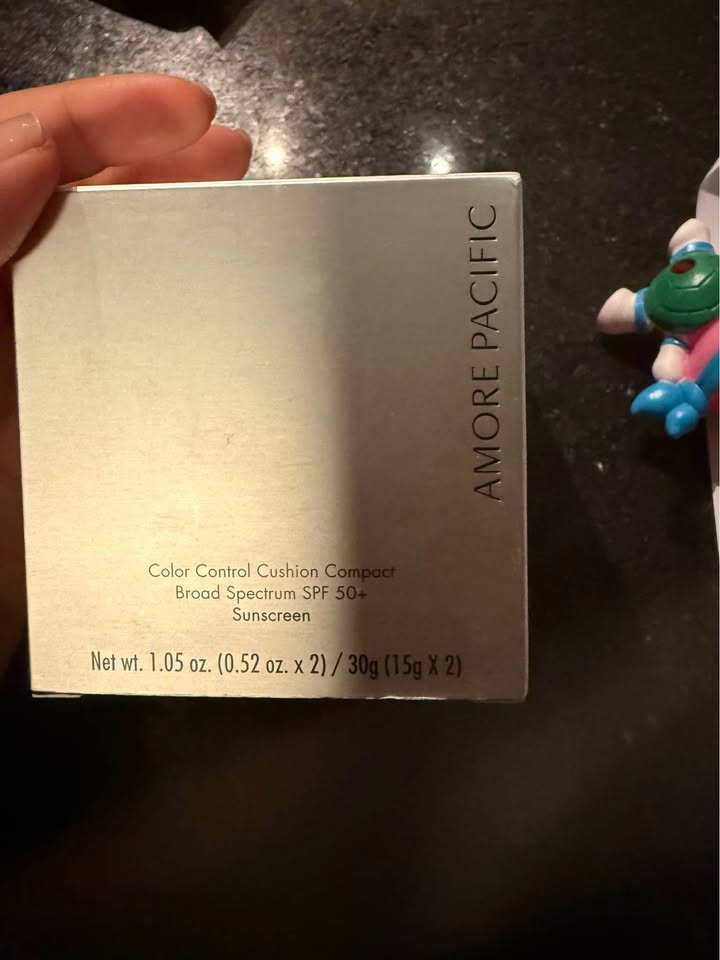 AMORE PACIFIC
Color Control Cushion Compact
Broad Spectrum SPF 50+
Sunscreen
Net wt. 1.05 oz. (0.52 oz. x 2) / 30g (15g X 2)